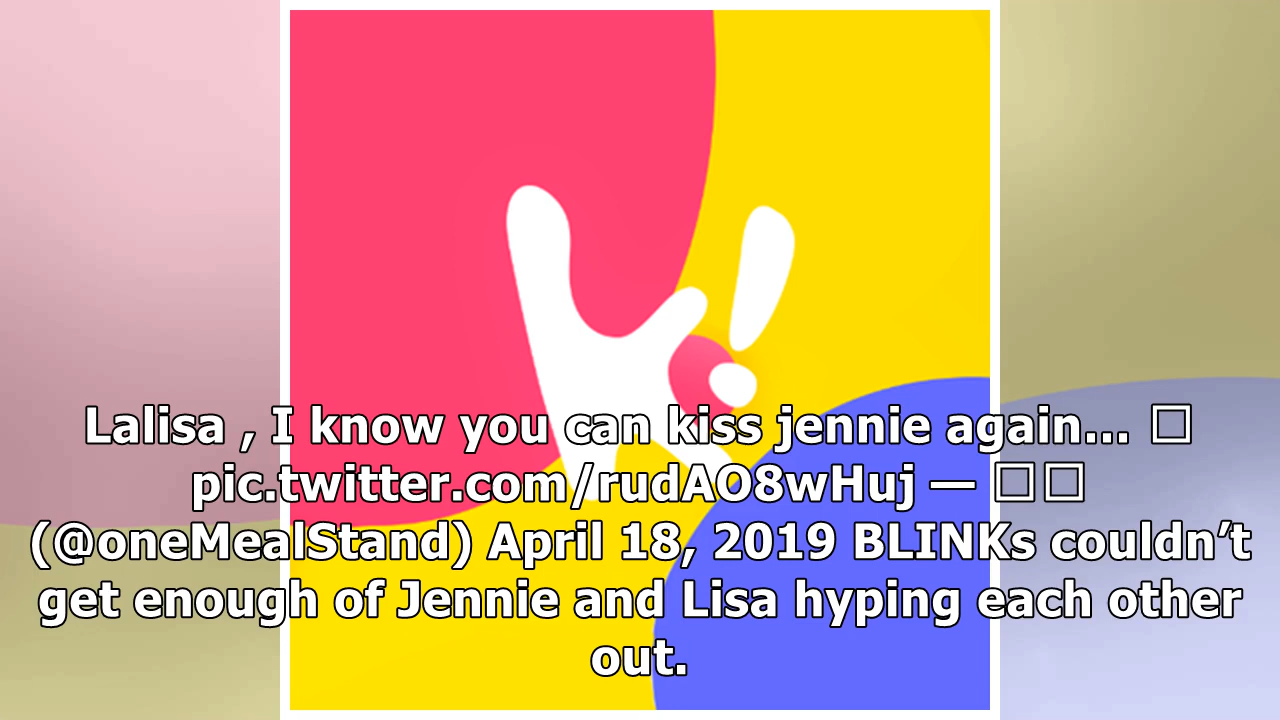 k!
Lalisa , I know you can kiss jennie again... □
pic.twitter.com/rudAO8wHuj — □□
(@oneMealStand) April 18, 2019 BLINKs couldn’t
get enough of Jennie and Lisa hyping each other
out.